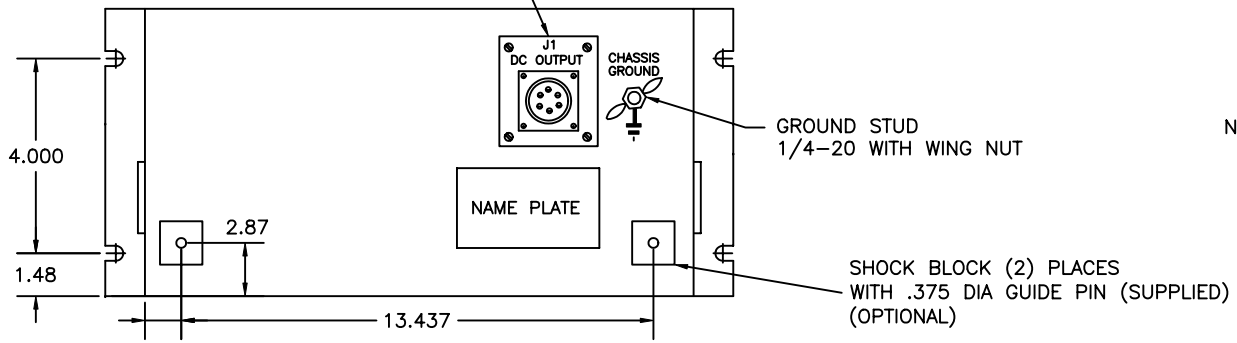 J1
DC OUTPUT
CHASSIS
GROUND
GROUND STUD
1/4-20 WITH WING NUT
N
4.000
NAME PLATE
2.87
1.48
SHOCK BLOCK (2) PLACES
WITH .375 DIA GUIDE PIN (SUPPLIED)
(OPTIONAL)
13.437